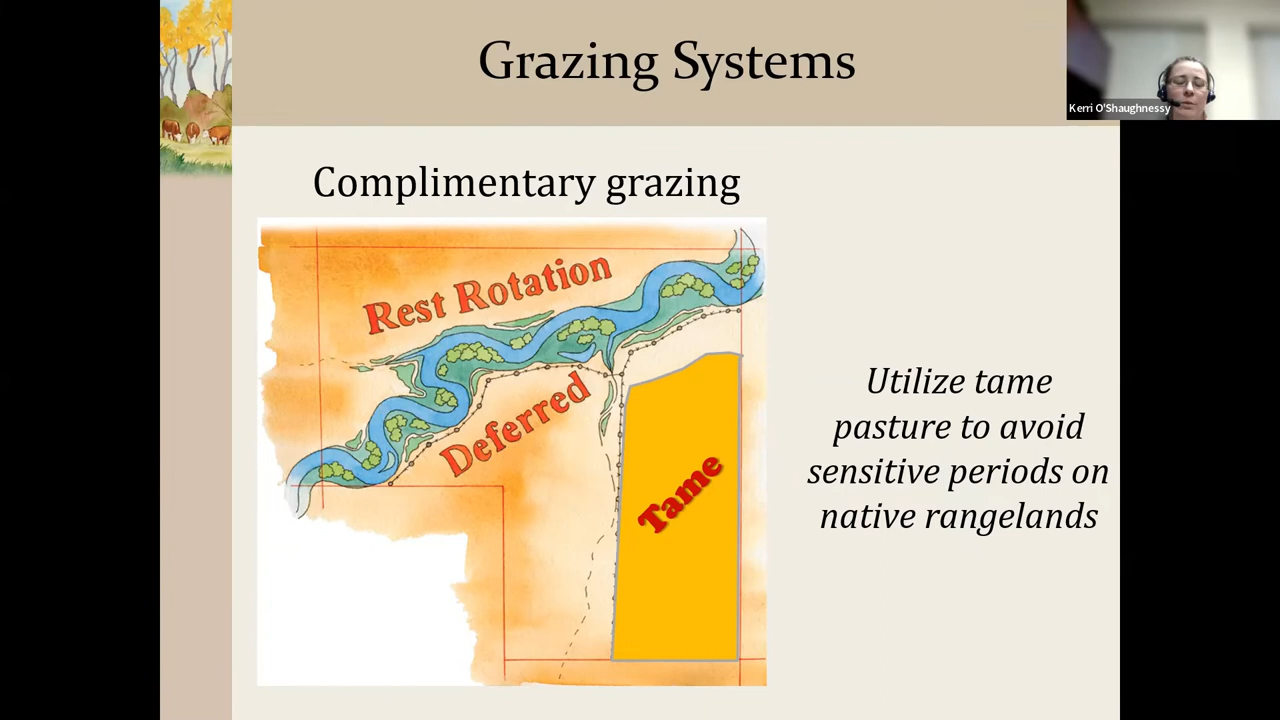 Grazing Systems
Kerri O'Shaughnessy
Complimentary grazing
Rest Rotation
Deferred
Tame
Utilize tame
pasture to avoid
sensitive periods on
native rangelands